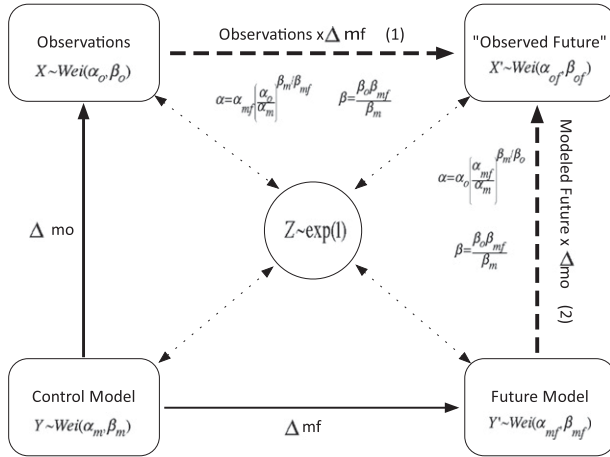 Observations
X~Wei(αₒ,βₒ)
Observations x Δ mf (1)
"Observed Future"
X'~Wei(α_of,β_of)
α=α_mf[α_o/α_m]^β_m/β_mf
β=β_oβ_mf/β_m
Z~exp(1)
α=α_o[α_mf/α_m]^β_m/β_o
β=β_oβ_mf/β_m
Modeled Future x Δmo (2)
Δ mo
Control Model
Y~Wei(α_m,β_m)
Δ mf
Future Model
Y'~Wei(α_mf,β_mf)